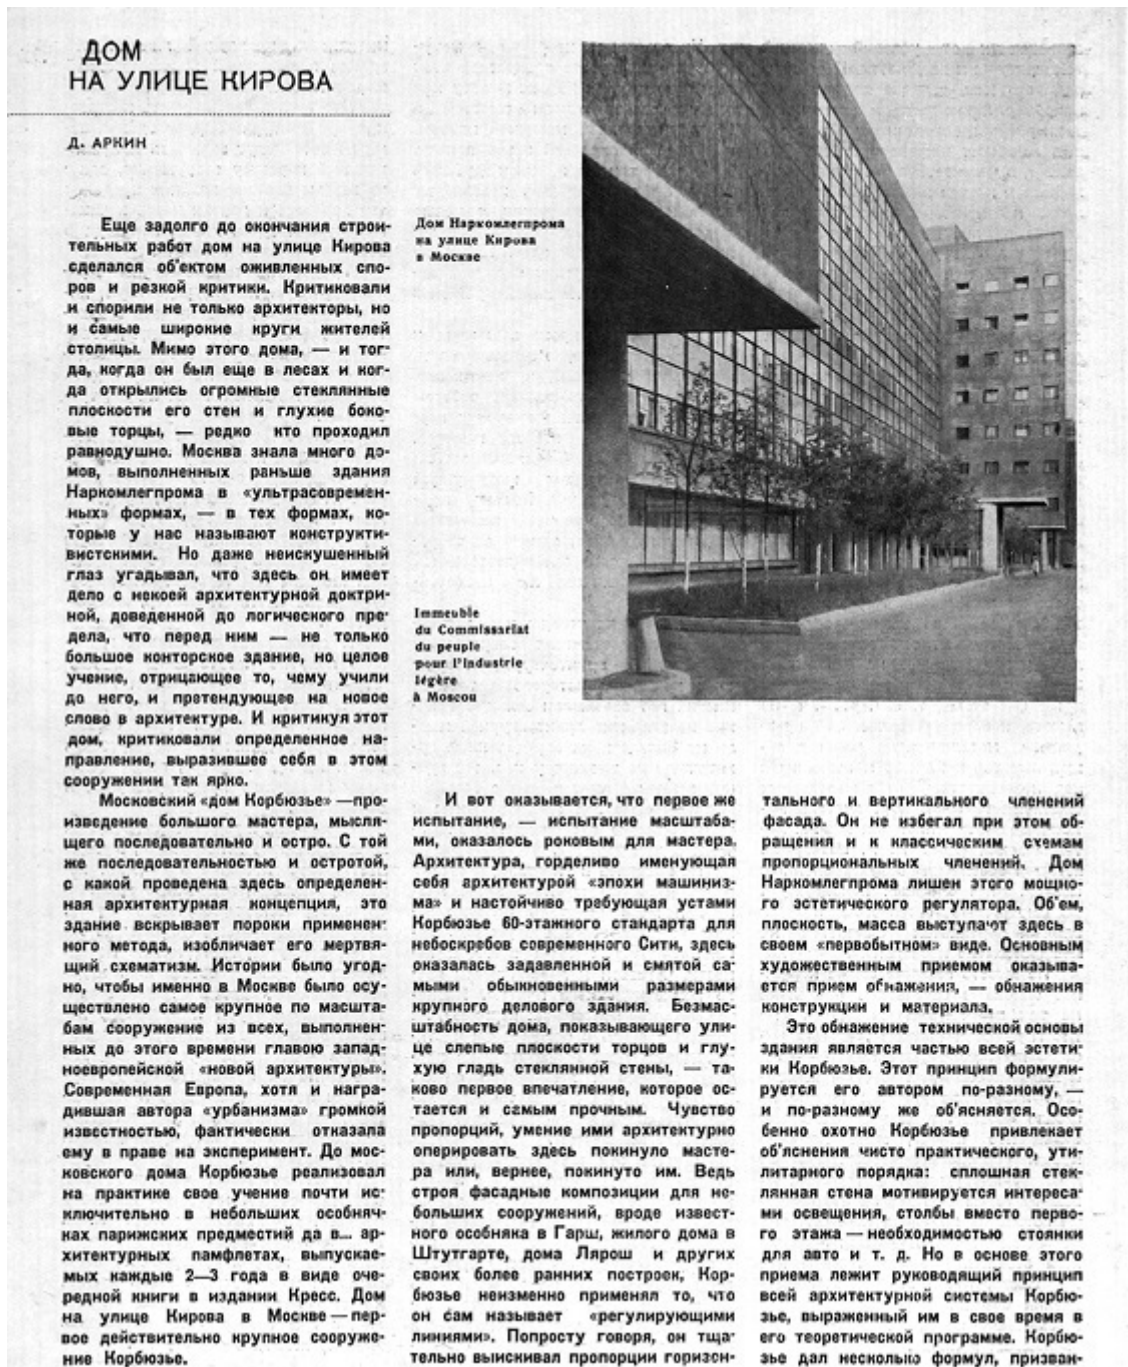 ДОМ
НА УЛИЦЕ КИРОВА
Д. АРКИН
Еще задолго до окончания строи-
тельных работ дом на улице Кирова
сделался об'ектом оживленных спо-
ров и резкой критики. Критиковали
и спорили не только архитекторы, но
и самые широкие круги жителей
столицы. Мимо этого дома, — и тог-
да, когда он был еще в лесах и ког-
да открылись огромные стеклянные
плоскости его стен и глухие боко-
вые торцы, — редко кто проходил
равнодушно. Москва знала много до-
мов, выполненных раньше здания
Наркомлегпрома в «ультрасовремен-
ных» формах, — в тех формах, ко-
торые у нас называют конструкти-
вистскими. Но даже неискушенный
глаз угадывал, что здесь он имеет
дело с некоей архитектурной доктри-
ной, доведенной до логического пре-
дела, что перед ним — не только
большое конторское здание, но целое
учение, отрицающее то, чему учили
до него, и претендующее на новое
слово в архитектуре. И критикуя этот
дом, критиковали определенное на-
правление, выразившее себя в этом
сооружении так ярко.
Московский «дом Корбюзье» —про-
изведение большого мастера, мысля-
щего последовательно и остро. С той
же последовательностью и остротой,
с какой проведена здесь определен-
ная архитектурная концепция, это
здание вскрывает пороки применен-
ного метода, изобличает его мертвя-
щий схематизм. Истории было угод-
но, чтобы именно в Москве было осу-
ществлено самое крупное по масшта-
бам сооружение из всех, выполнен-
ных до этого времени главою запад-
ноевропейской «новой архитектуры».
Современная Европа, хотя и награ-
дившая автора «урбанизма» громкой
известностью, фактически отказала
ему в праве на эксперимент. До мос-
ковского дома Корбюзье реализовал
на практике свое учение почти ис-
ключительно в небольших особняч-
ках парижских предместий да в... ар-
хитектурных памфлетах, выпускае-
мых каждые 2—3 года в виде оче-
редной книги в издании Кресс. Дом
на улице Кирова в Москве — пер-
вое действительно крупное сооруже-
ние Корбюзье.
Дом Наркомлегпрома
на улице Кирова
в Москве
Immeuble
du Commissariat
du peuple
pour l'Industrie
légère
à Moscou
И вот оказывается, что первое же
испытание, — испытание масштаба-
ми, оказалось роковым для мастера.
Архитектура, горделиво именующая
себя архитектурой «эпохи машиниз-
ма» и настойчиво требующая устами
Корбюзье 60-этажного стандарта для
небоскребов современного Сити, здесь
оказалась задавленной и смятой са-
мыми обыкновенными размерами
крупного делового здания. Безмас-
штабность дома, показывающего ули-
це слепые плоскости торцов и глу-
хую гладь стеклянной стены, — та-
ково первое впечатление, которое ос-
тается и самым прочным. Чувство
пропорций, умение ими архитектурно
оперировать здесь покинуло масте-
ра или, вернее, покинуто им. Ведь
строя фасадные композиции для не-
больших сооружений, вроде извест-
ного особняка в Гарш, жилого дома в
Штутгарте, дома Лярош и других
своих более ранних построек, Кор-
бюзье неизменно применял то, что
он сам называет «регулирующими
линиями». Попросту говоря, он тща-
тельно выискивал пропорции горизон-
тального и вертикального членений
фасада. Он не избегал при этом об-
ращения и к классическим схемам
пропорциональных членений. Дом
Наркомлегпрома лишен этого мощно-
го эстетического регулятора. Об'ем,
плоскость, масса выступают здесь в
своем «первобытном» виде. Основным
художественным приемом оказыва-
ется прием обнажения, — обнажения
конструкции и материала.
Это обнажение технической основы
здания является частью всей эстети-
ки Корбюзье. Этот принцип формули-
руется его автором по-разному, —
и по-разному же об'ясняется. Осо-
бенно охотно Корбюзье привлекает
об'яснения чисто практического, ути-
литарного порядка: сплошная стек-
лянная стена мотивируется интереса-
ми освещения, столбы вместо перво-
го этажа — необходимостью стоянки
для авто и т. д. Но в основе этого
приема лежит руководящий принцип
всей архитектурной системы Корбю-
зье, выраженный им в свое время в
его теоретической программе. Корбю-
зье дал несколько формул, призван-